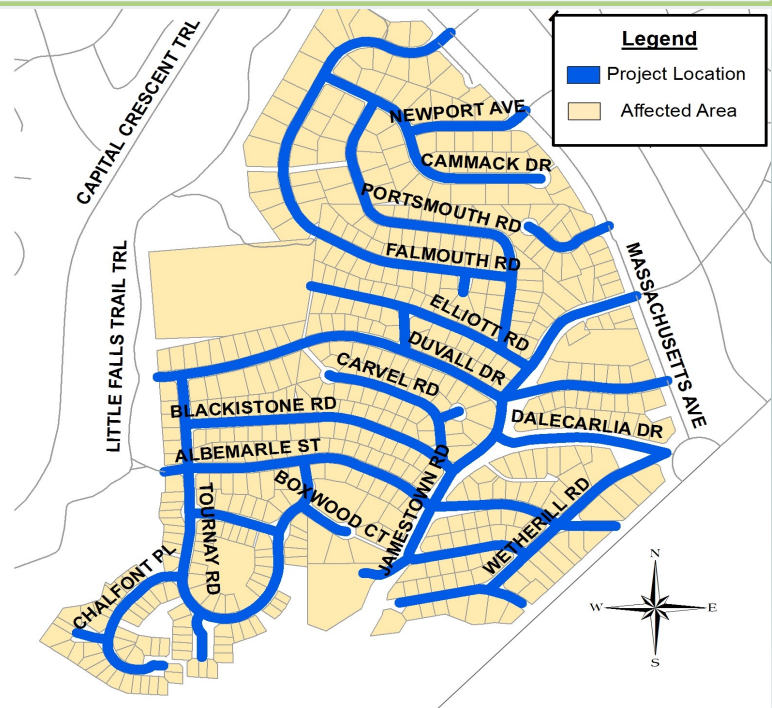 Legend
Project Location
Affected Area
CAPITAL CRESCENT TRL
NEWPORT AVE
CAMMACK DR
PORTSMOUTH RD
FALMOUTH RD
MASSACHUSETTS AVE
LITTLE FALLS TRAIL TRL
ELLIOTT RD
DUVALL DR
CARVEL RD
BLACKISTONE RD
DALECARLIA DR
ALBEMARLE ST
BOXWOOD CT
JAMESTOWN RD
WETHERILL RD
TOURNAY RD
CHALFONT PL
N
W
E
S